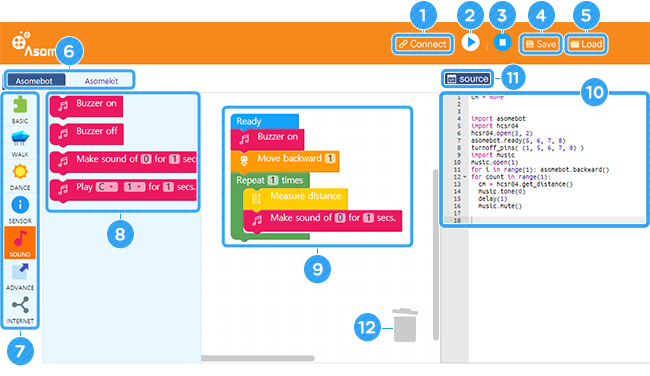 1
2
3
4
5
Asom
Connect
Save
Load
6
Asomebot
Asomekit
source
11
10
BASIC
WALK
DANCE
SENSOR
SOUND
ADVANCE
INTERNET
7
Buzzer on
Buzzer off
Make sound of 0 for 1 sec
Play C 1 for 1 secs.
8
Ready
Buzzer on
Move backward 1
Repeat 1 times
Measure distance
Make sound of 0 for 1 secs.
9
12
1 cm = None
2
3
4 import asomebot
5 import hcsr04
6 hcsr04.open(3, 2)
7 asomebot.ready(5, 6, 7, 8)
8 turnoff_pins( (1, 5, 6, 7, 8) )
9 import music
10 music.open(1)
11 for i in range(1): asomebot.backward()
12 for count in range(1):
13 cm = hcsr04.get_distance()
14 music.tone(0)
15 delay(1)
16 music.mute()
17
18